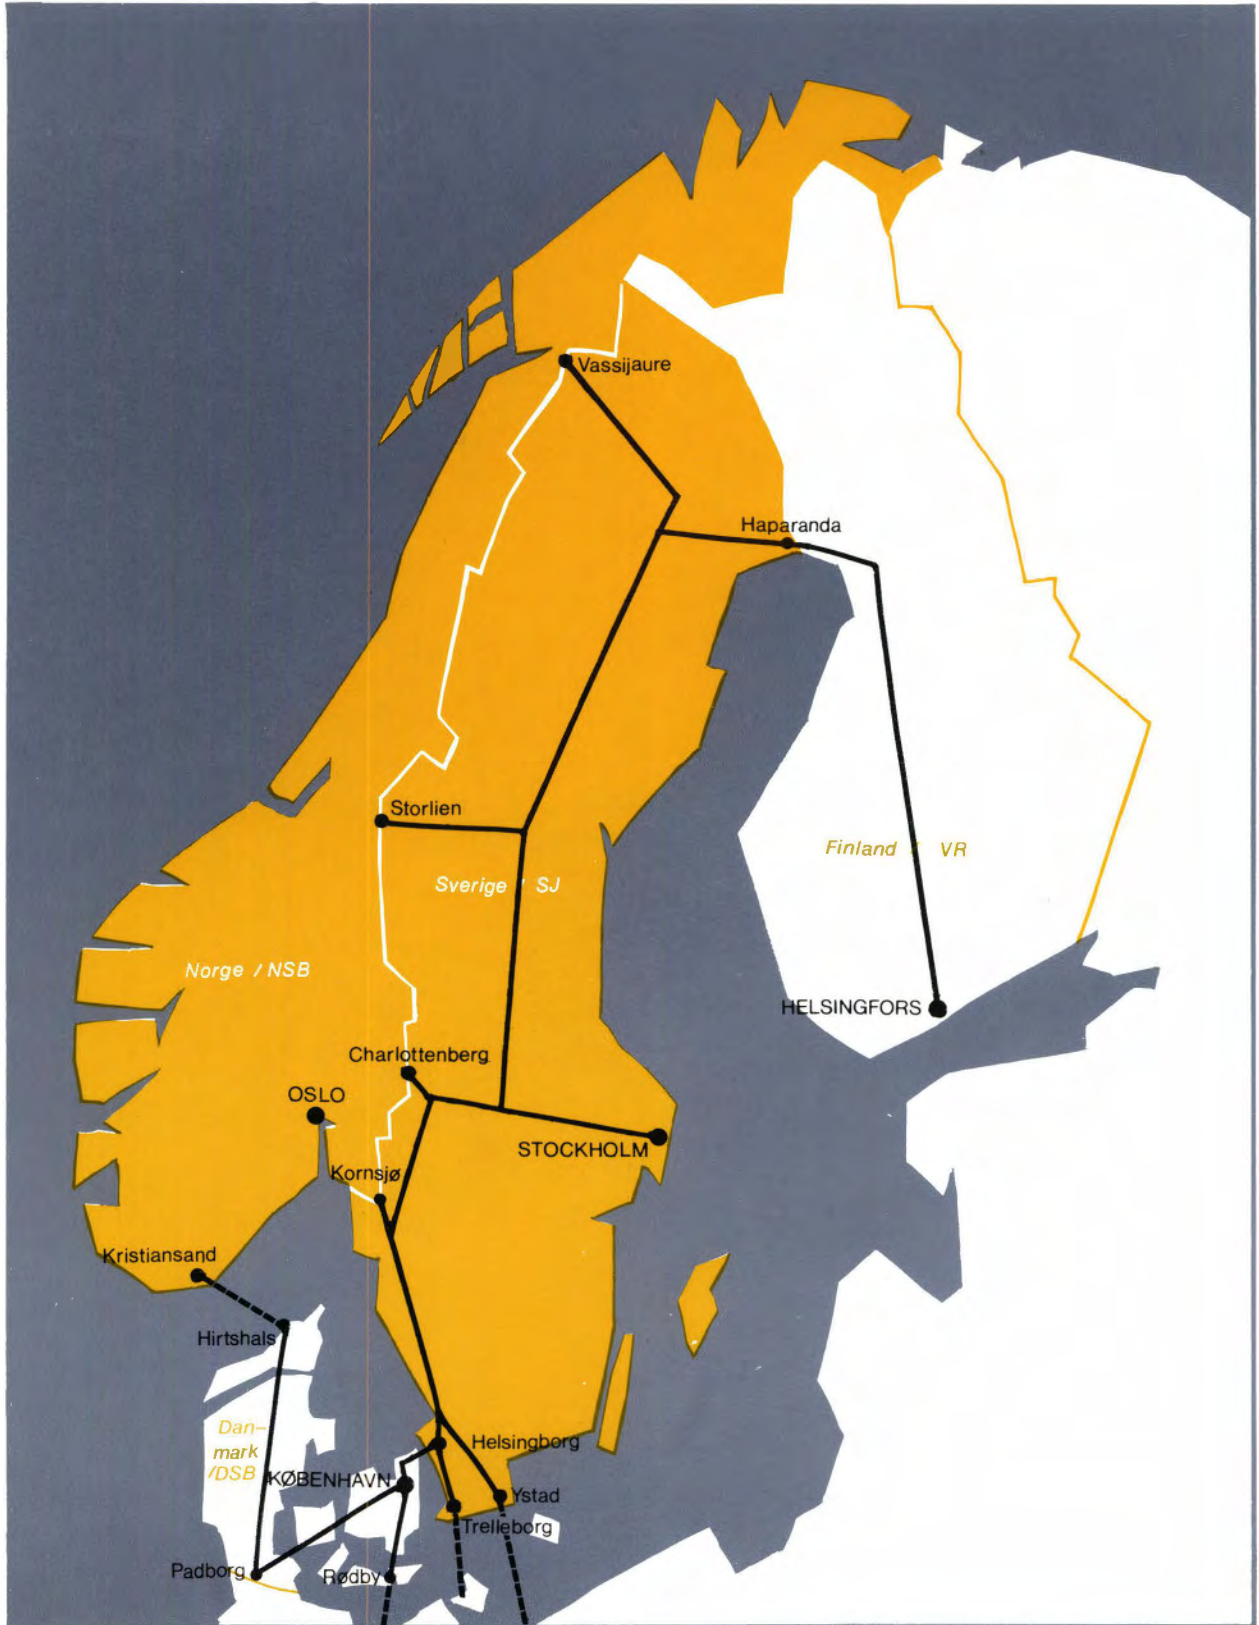 Vassijaure
Haparanda
Storlien
Finland / VR
Sverige / SJ
Norge / NSB
HELSINGFORS
Charlottenberg
OSLO
STOCKHOLM
Kornsjø
Kristiansand
Hirtshals
Dan-
mark
/DSB
Helsingborg
KØBENHAVN
Ystad
Trelleborg
Padborg
Rødby